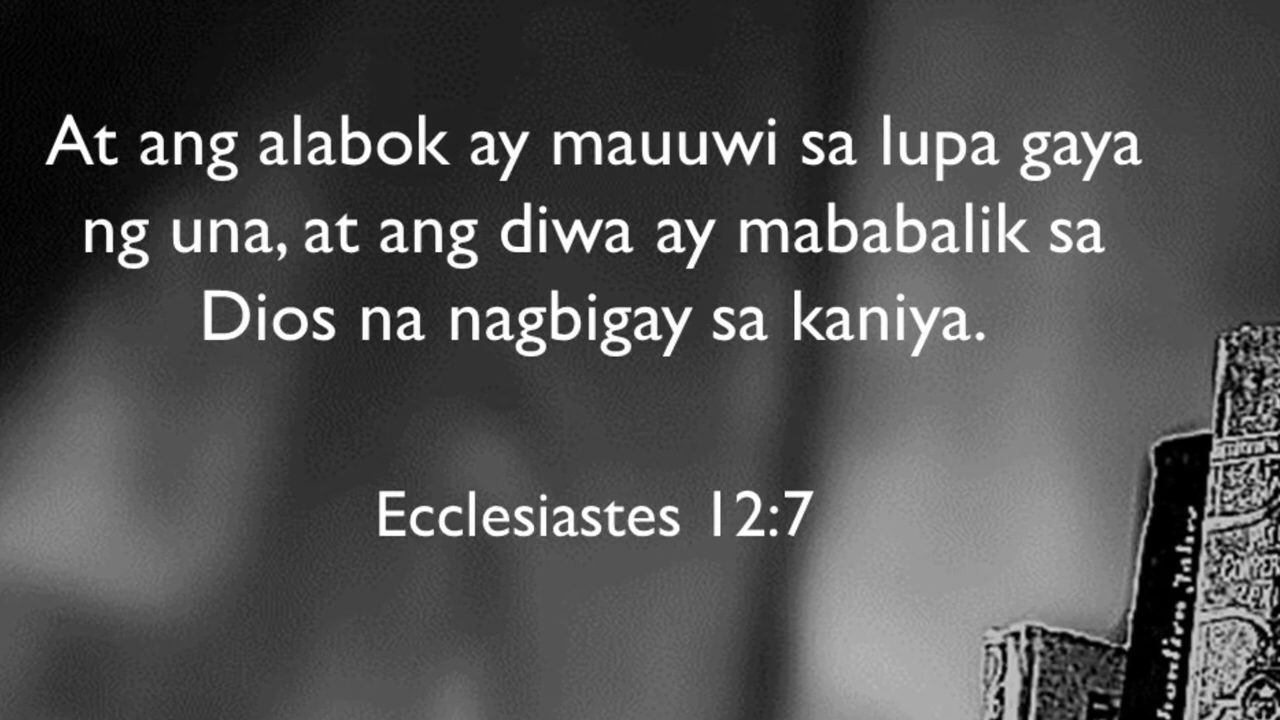 At ang alabok ay mauuwi sa lupa gaya
ng una, at ang diwa ay mababalik sa
Dios na nagbigay sa kaniya.
Ecclesiastes 12:7